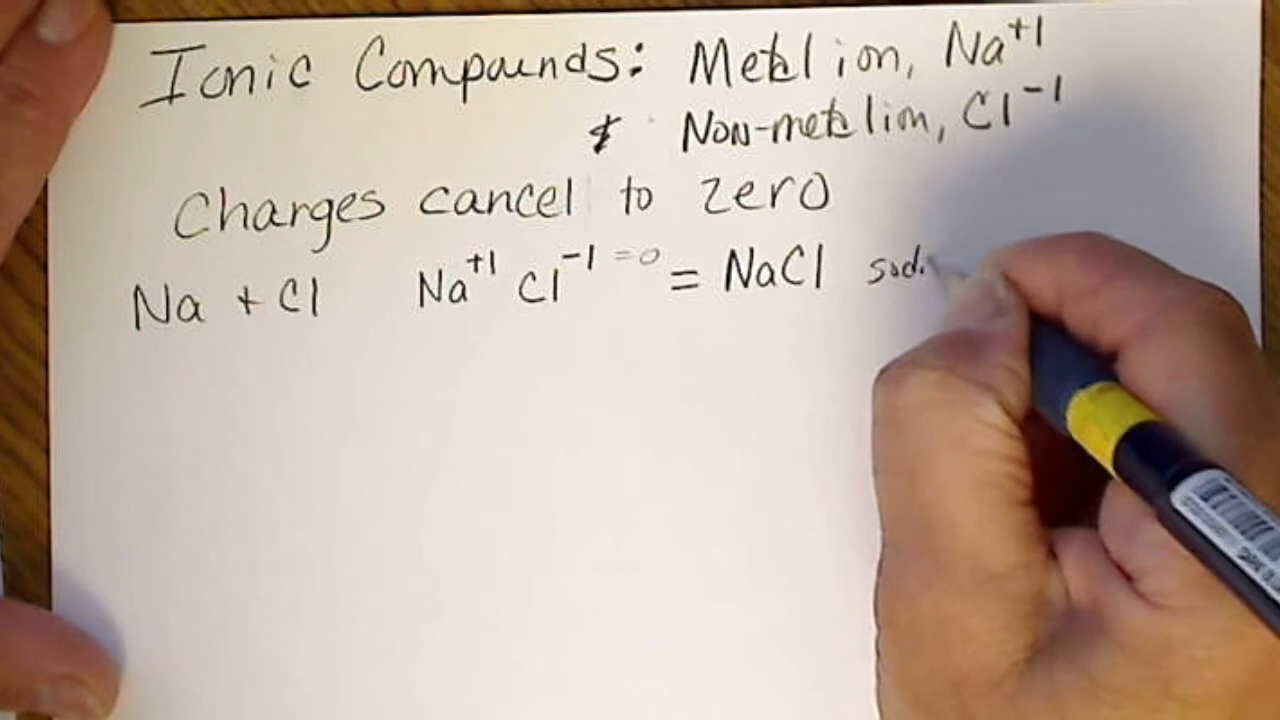 Ionic Compounds: Metal ion, Na⁺¹
& Non-metal ion, Cl⁻¹
Charges cancel to zero
Na + Cl Na⁺¹ Cl⁻¹ = 0 = NaCl sodi